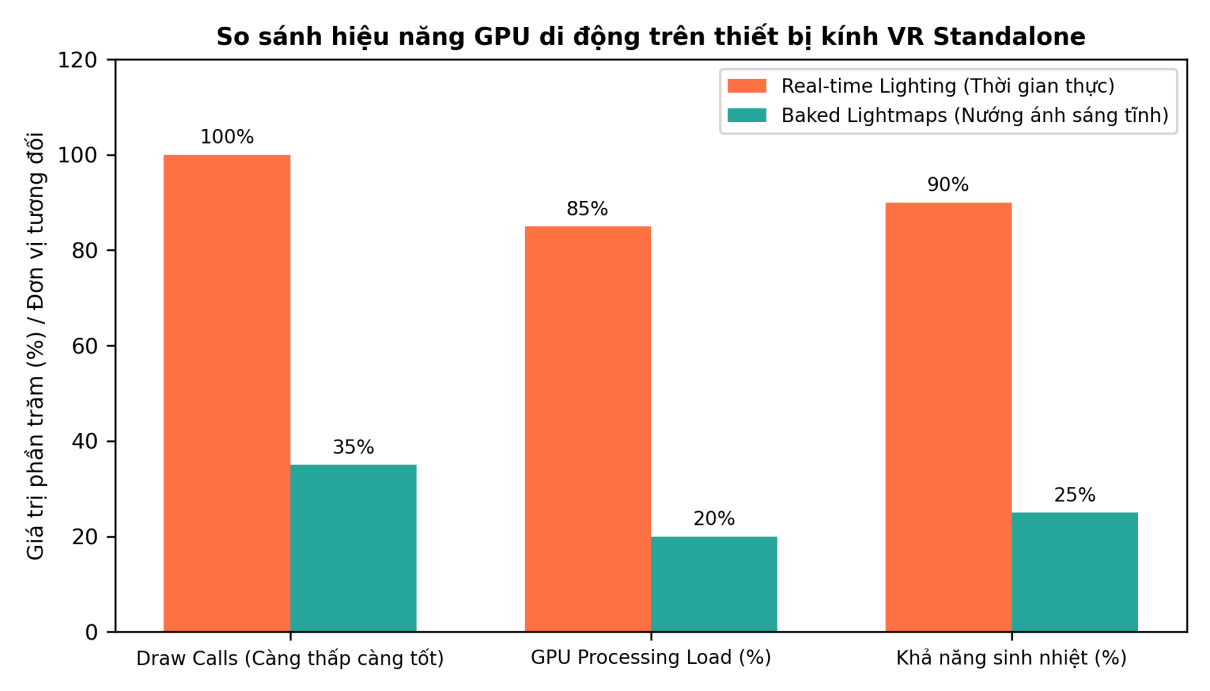 So sánh hiệu năng GPU di động trên thiết bị kính VR Standalone
Giá trị phần trăm (%) / Đơn vị tương đối
120
100
80
60
40
20
0
Real-time Lighting (Thời gian thực)
Baked Lightmaps (Nướng ánh sáng tĩnh)
100%
35%
85%
20%
90%
25%
Draw Calls (Càng thấp càng tốt)
GPU Processing Load (%)
Khả năng sinh nhiệt (%)